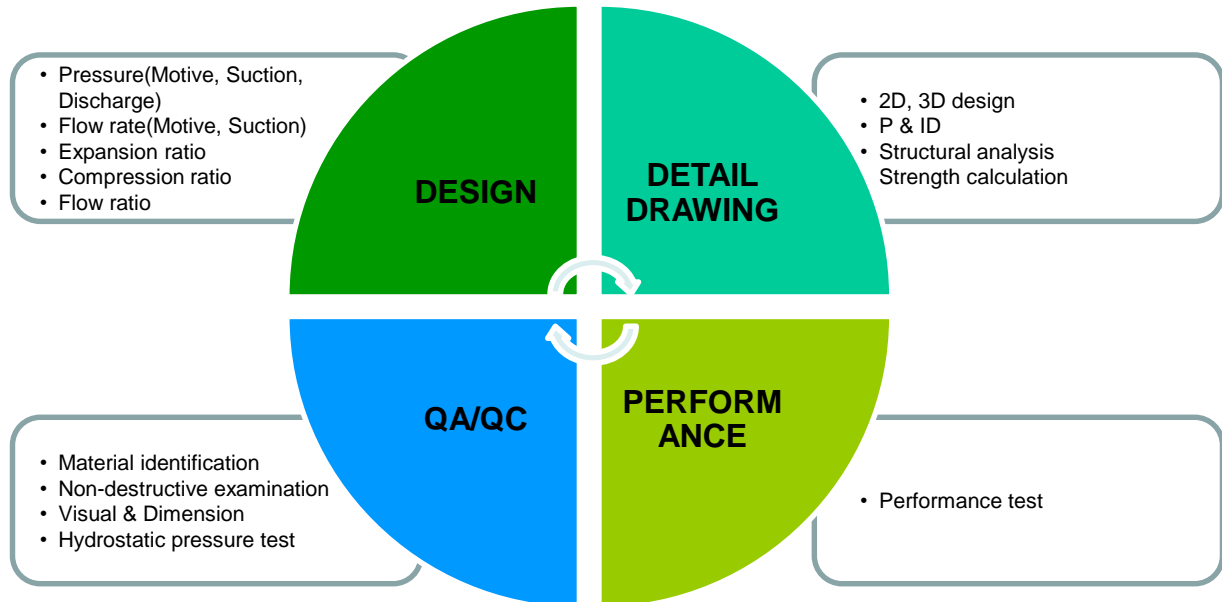 • Pressure(Motive, Suction,
Discharge)
• Flow rate(Motive, Suction)
• Expansion ratio
• Compression ratio
• Flow ratio
DESIGN
DETAIL
DRAWING
• 2D, 3D design
• P & ID
• Structural analysis
Strength calculation
QA/QC
• Material identification
• Non-destructive examination
• Visual & Dimension
• Hydrostatic pressure test
PERFORM
ANCE
• Performance test